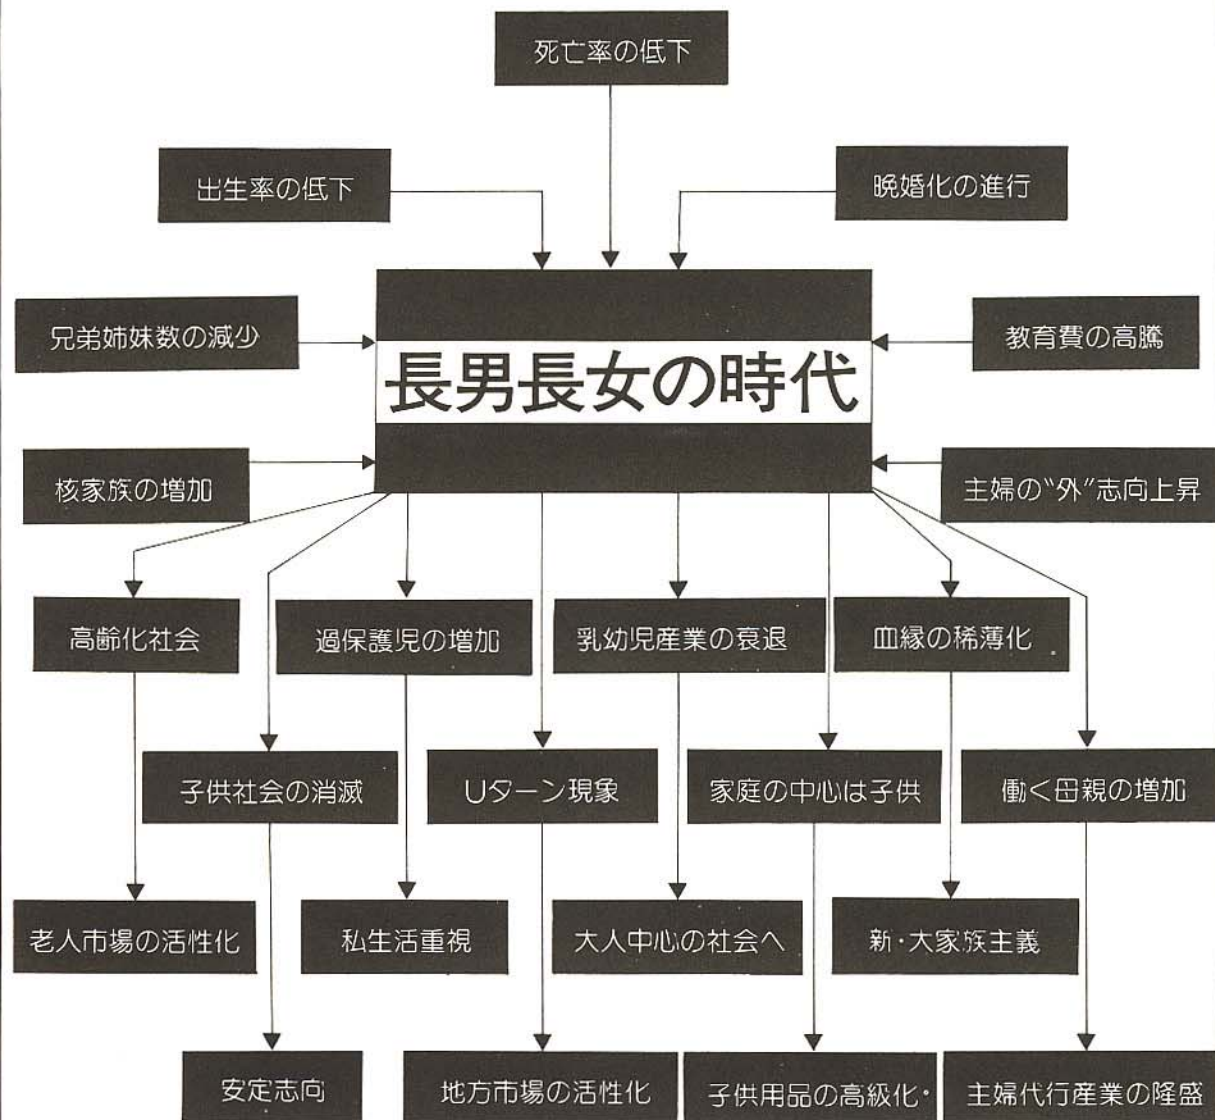 死亡率の低下
出生率の低下
晩婚化の進行
兄弟姉妹数の減少
教育費の高騰
長男長女の時代
核家族の増加
主婦の“外”志向上昇
高齢化社会
過保護児の増加
乳幼児産業の衰退
血縁の稀薄化
子供社会の消滅
Uターン現象
家庭の中心は子供
働く母親の増加
老人市場の活性化
私生活重視
大人中心の社会へ
新・大家族主義
安定志向
地方市場の活性化
子供用品の高級化・
主婦代行産業の隆盛